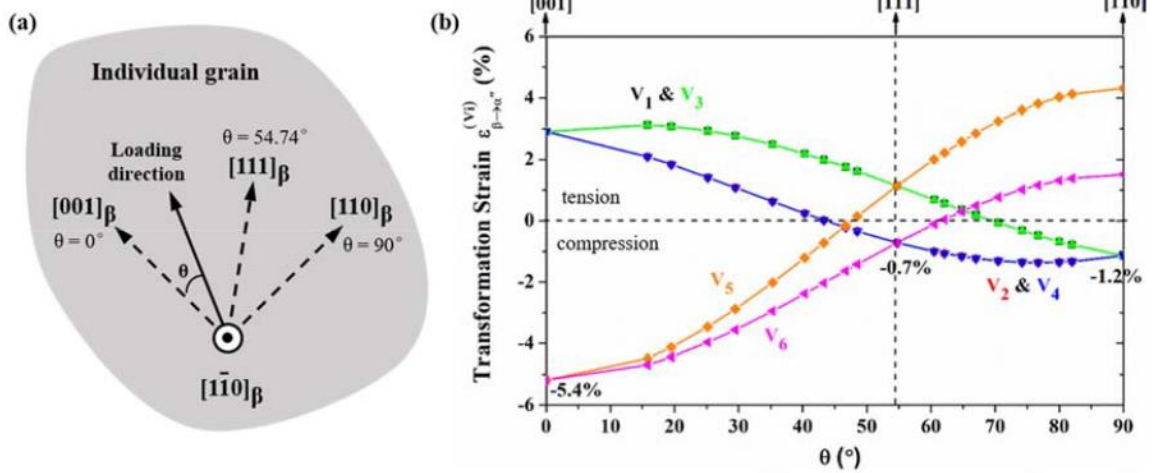 (a)
Individual grain
Loading
direction
θ = 54.74°
[111]β
[001]β
θ = 0°
[110]β
θ = 90°
θ
[11̄0]β
(b)
[001]
[111]
[110]
Transformation Strain ε^(Vi)_β→α" (%)
6
4
2
0
-2
-4
-6
V1 & V3
tension
compression
V5
V6
V2 & V4
-0.7%
-1.2%
-5.4%
0 10 20 30 40 50 60 70 80 90
θ (°)